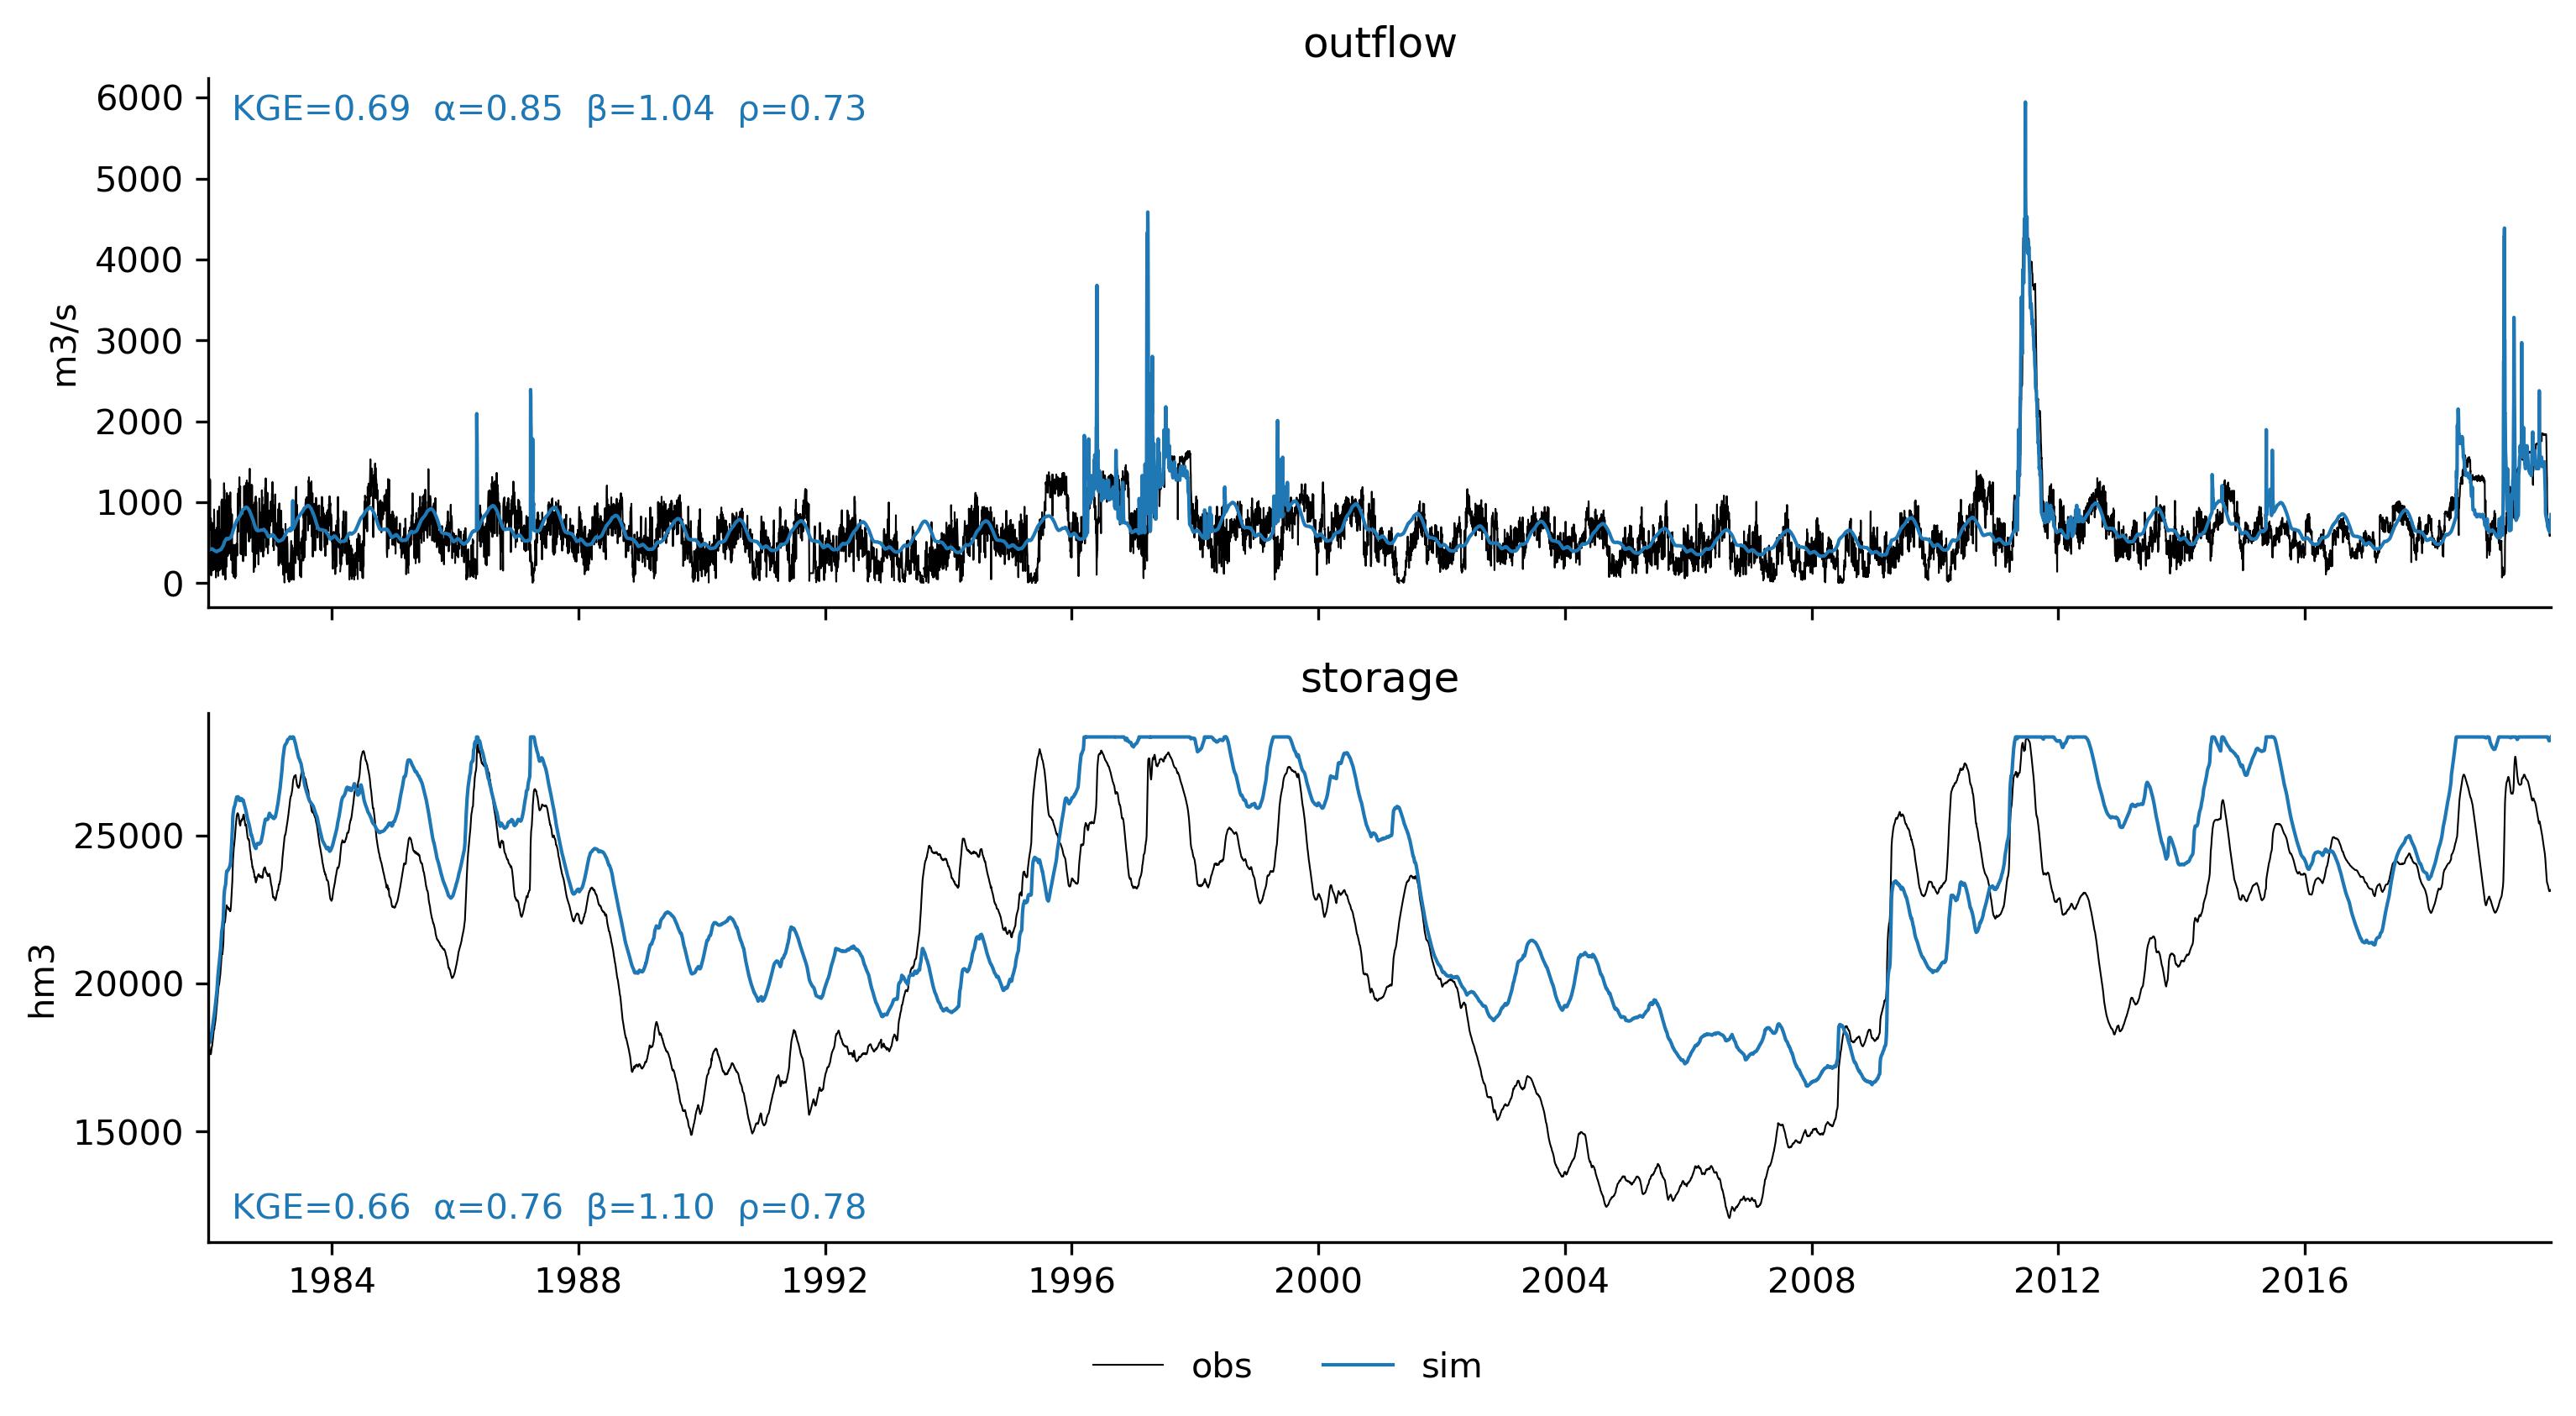 outflow
6000
KGE=0.69 α=0.85 β=1.04 ρ=0.73
5000
4000
m3/s
3000
2000
1000
0
storage
25000
hm3
20000
15000
KGE=0.66 α=0.76 β=1.10 ρ=0.78
1984 1988 1992 1996 2000 2004 2008 2012 2016
obs sim